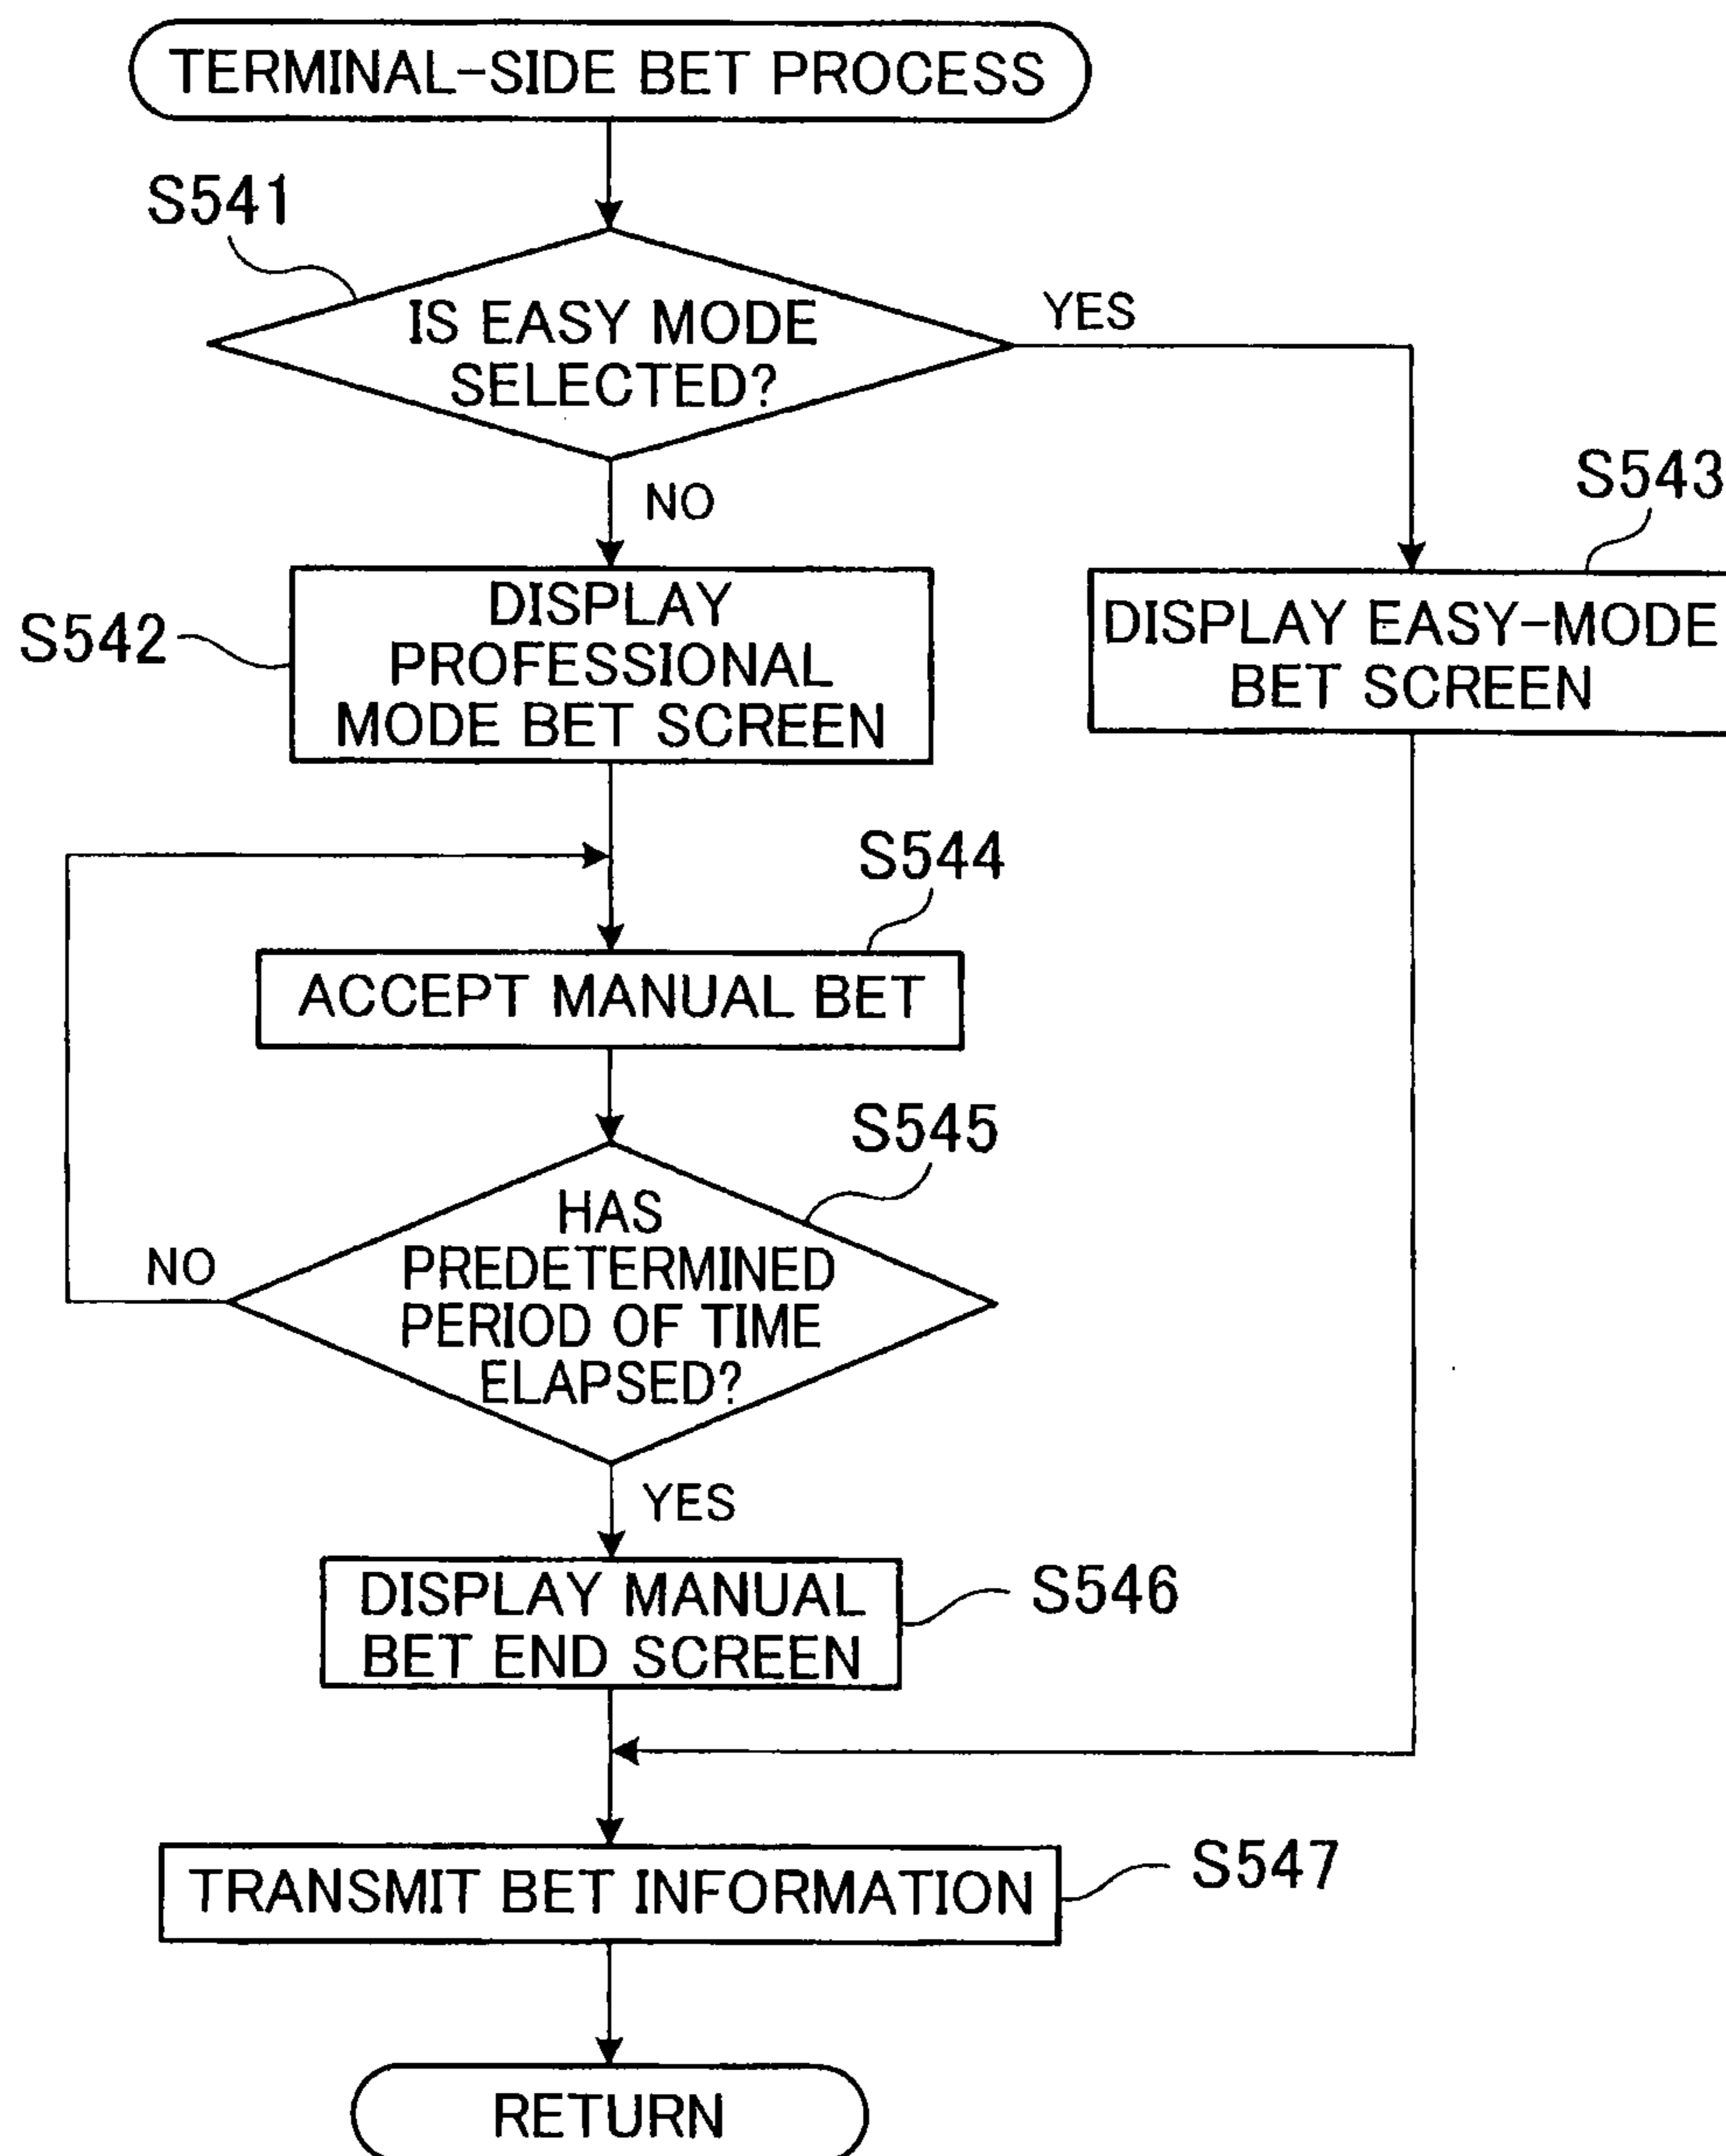 TERMINAL-SIDE BET PROCESS
S541
IS EASY MODE
SELECTED?
YES
NO
S543
DISPLAY EASY-MODE
BET SCREEN
S542
DISPLAY
PROFESSIONAL
MODE BET SCREEN
S544
ACCEPT MANUAL BET
S545
HAS
PREDETERMINED
PERIOD OF TIME
ELAPSED?
NO
YES
DISPLAY MANUAL
BET END SCREEN
S546
TRANSMIT BET INFORMATION
S547
RETURN